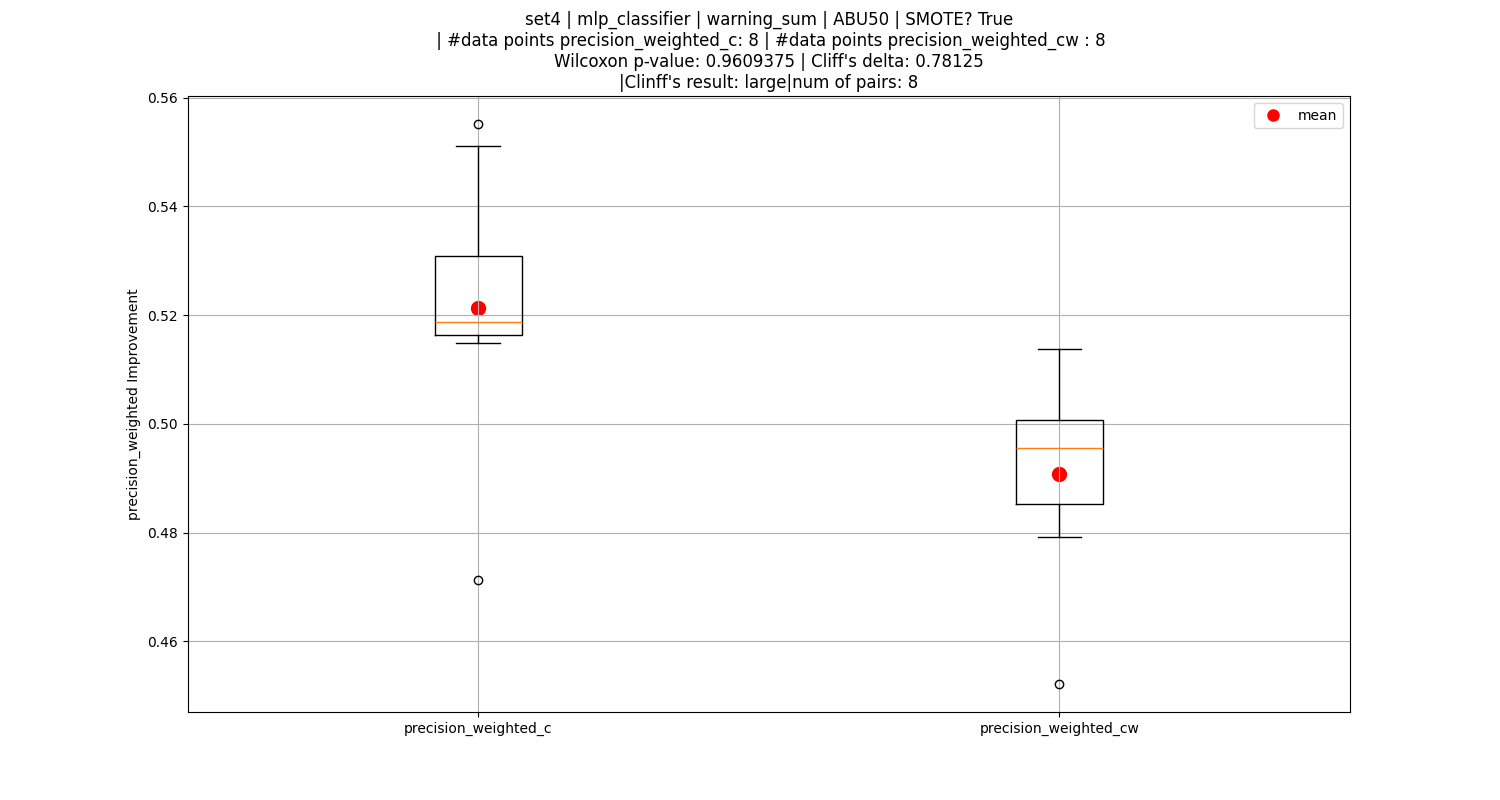 set4 | mlp_classifier | warning_sum | ABU50 | SMOTE? True
| #data points precision_weighted_c: 8 | #data points precision_weighted_cw : 8
Wilcoxon p-value: 0.9609375 | Cliff's delta: 0.78125
|Clinff's result: large|num of pairs: 8
mean
precision_weighted Improvement
0.56
0.54
0.52
0.50
0.48
0.46
precision_weighted_c
precision_weighted_cw